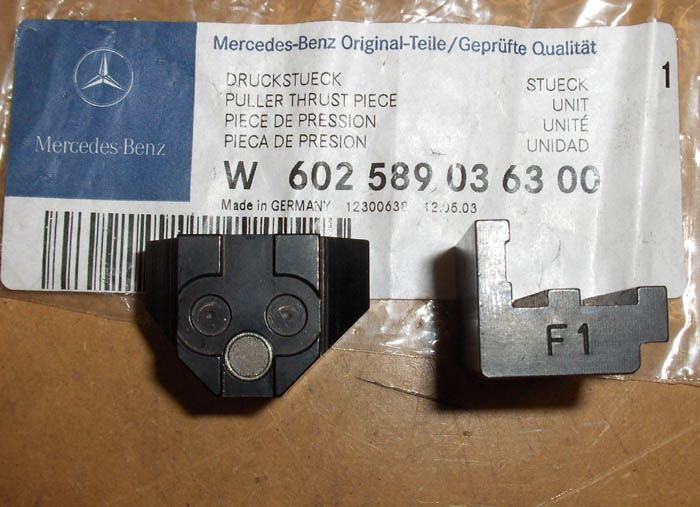 Mercedes-Benz
Mercedes-Benz Original-Teile/Geprüfte Qualität
DRUCKSTUECK STUECK 1
PULLER THRUST PIECE UNIT
PIECE DE PRESSION UNITÉ
PIECA DE PRESION UNIDAD
W 602 589 03 63 00
Made in GERMANY 12300638 12.05.03
F1